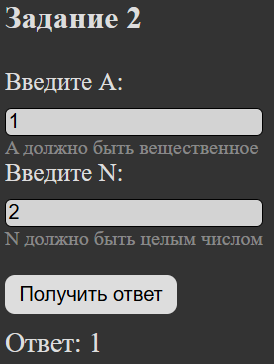 Задание 2
Введите A:
1
A должно быть вещественное
Введите N:
2
N должно быть целым числом
Получить ответ
Ответ: 1